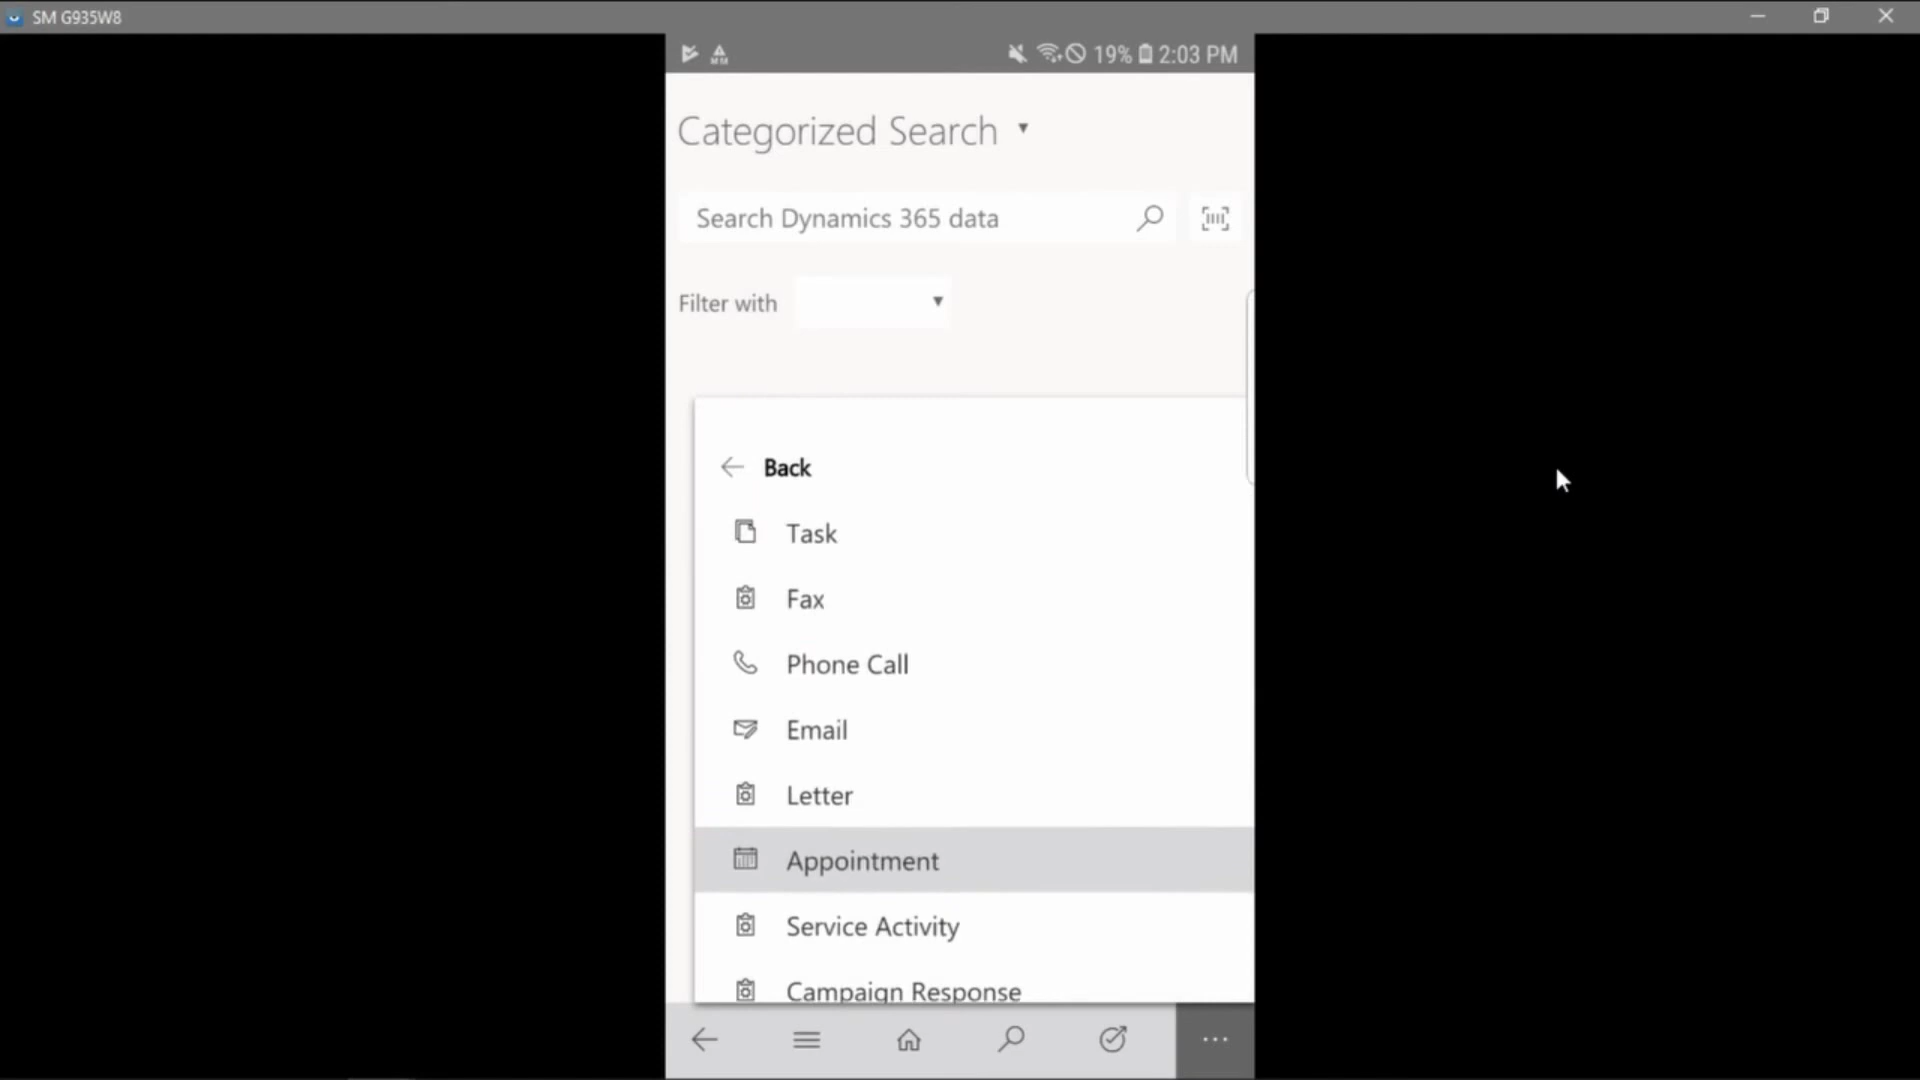 SM G935W8
19% 2:03 PM
Categorized Search
Search Dynamics 365 data
Filter with
Back
Task
Fax
Phone Call
Email
Letter
Appointment
Service Activity
Campaign Response